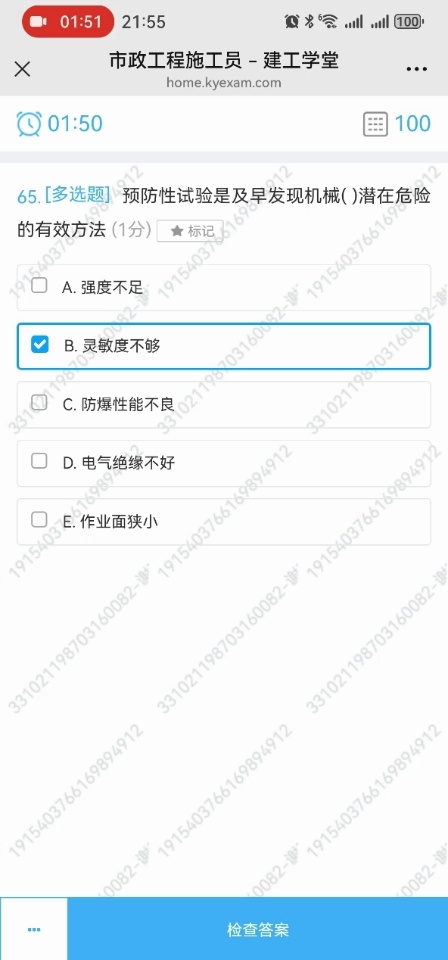 01:51 21:55 6 100
市政工程施工员 – 建工学堂
home.kyexam.com
01:50 100
65. [多选题] 预防性试验是及早发现机械( )潜在危险
的有效方法 (1分) ★ 标记
A. 强度不足
B. 灵敏度不够
C. 防爆性能不良
D. 电气绝缘不好
E. 作业面狭小
191540376616989４912
331021198703160082-谢
检查答案